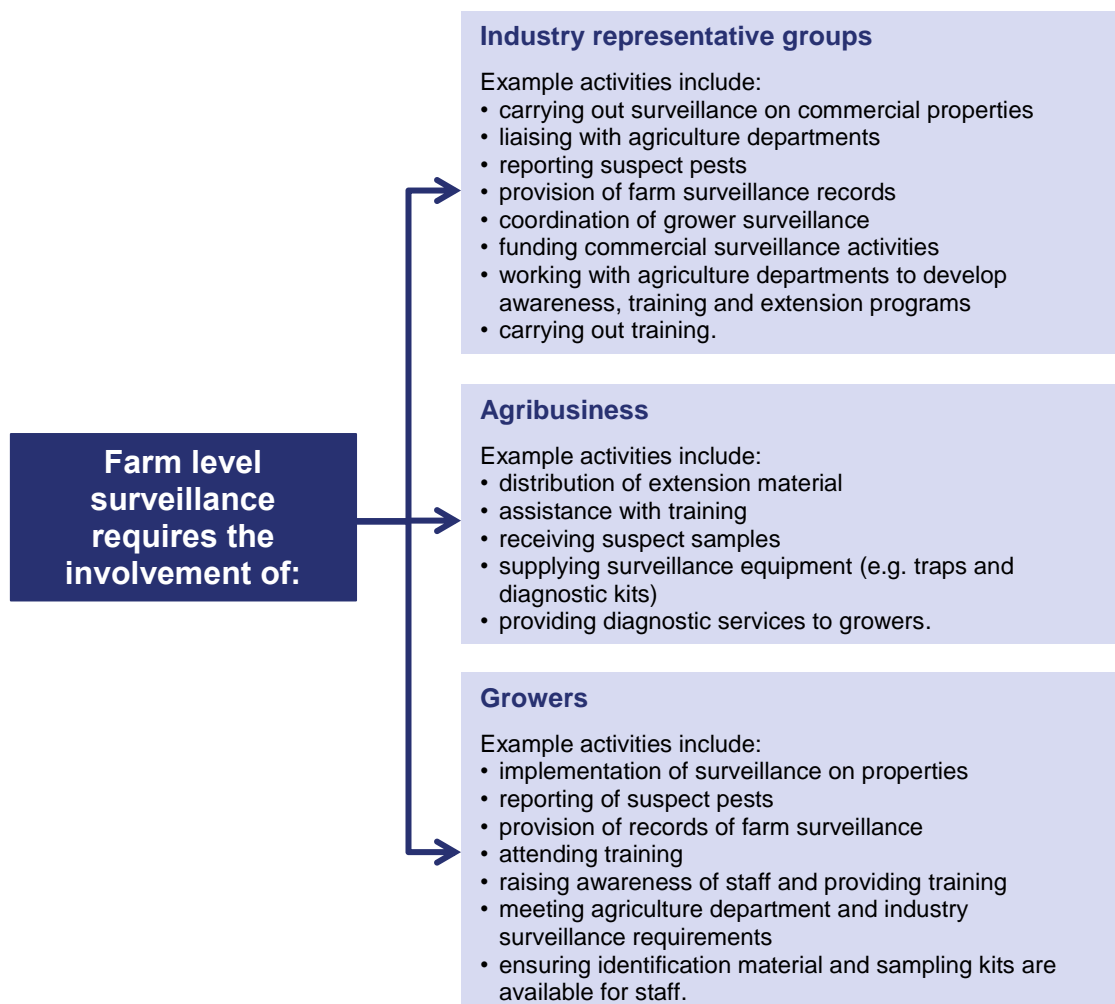 Farm level
surveillance
requires the
involvement of:
Industry representative groups
Example activities include:
• carrying out surveillance on commercial properties
• liaising with agriculture departments
• reporting suspect pests
• provision of farm surveillance records
• coordination of grower surveillance
• funding commercial surveillance activities
• working with agriculture departments to develop
awareness, training and extension programs
• carrying out training.
Agribusiness
Example activities include:
• distribution of extension material
• assistance with training
• receiving suspect samples
• supplying surveillance equipment (e.g. traps and
diagnostic kits)
• providing diagnostic services to growers.
Growers
Example activities include:
• implementation of surveillance on properties
• reporting of suspect pests
• provision of records of farm surveillance
• attending training
• raising awareness of staff and providing training
• meeting agriculture department and industry
surveillance requirements
• ensuring identification material and sampling kits are
available for staff.